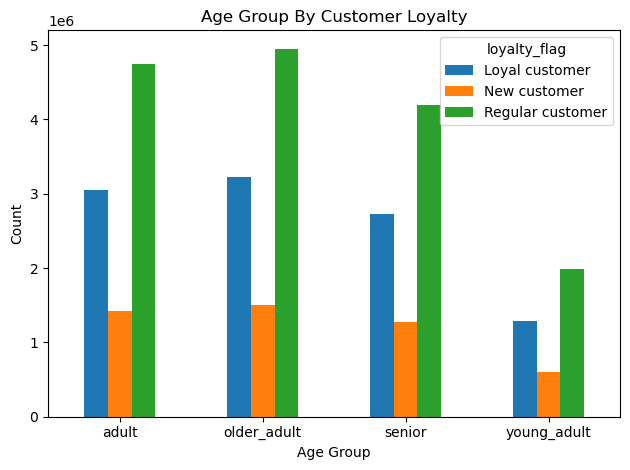 Age Group By Customer Loyalty
1e6
loyalty_flag
Loyal customer
New customer
Regular customer
5
4
3
2
1
0
Count
adult older_adult senior young_adult
Age Group